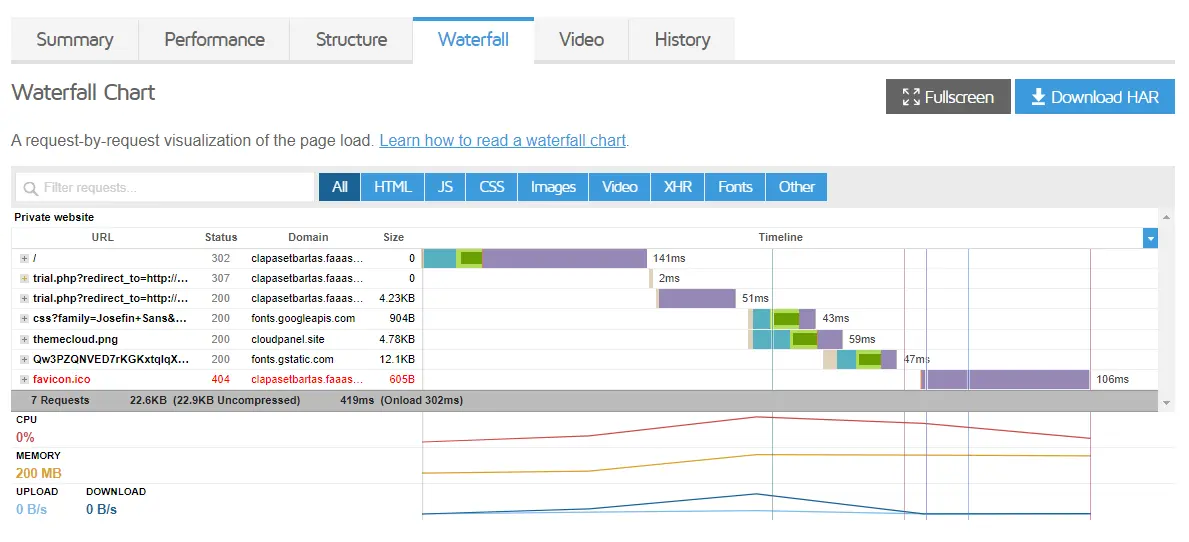 Summary Performance Structure Waterfall Video History
Waterfall Chart
Fullscreen Download HAR
A request-by-request visualization of the page load. Learn how to read a waterfall chart.
Filter requests... All HTML JS CSS Images Video XHR Fonts Other
Private website
URL Status Domain Size Timeline
/ 302 clapasetbartas.faaas... 0 141ms
trial.php?redirect_to=http://... 307 clapasetbartas.faaas... 0 2ms
trial.php?redirect_to=http://... 200 clapasetbartas.faaas... 4.23KB 51ms
css?family=Josefin+Sans&... 200 fonts.googleapis.com 904B 43ms
themecloud.png 200 cloudpanel.site 4.78KB 59ms
Qw3PZQNVED7rKGKxtqIqX... 200 fonts.gstatic.com 12.1KB 47ms
favicon.ico 404 clapasetbartas.faaas... 605B 106ms
7 Requests 22.6KB (22.9KB Uncompressed) 419ms (Onload 302ms)
CPU
0%
MEMORY
200 MB
UPLOAD DOWNLOAD
0 B/s 0 B/s